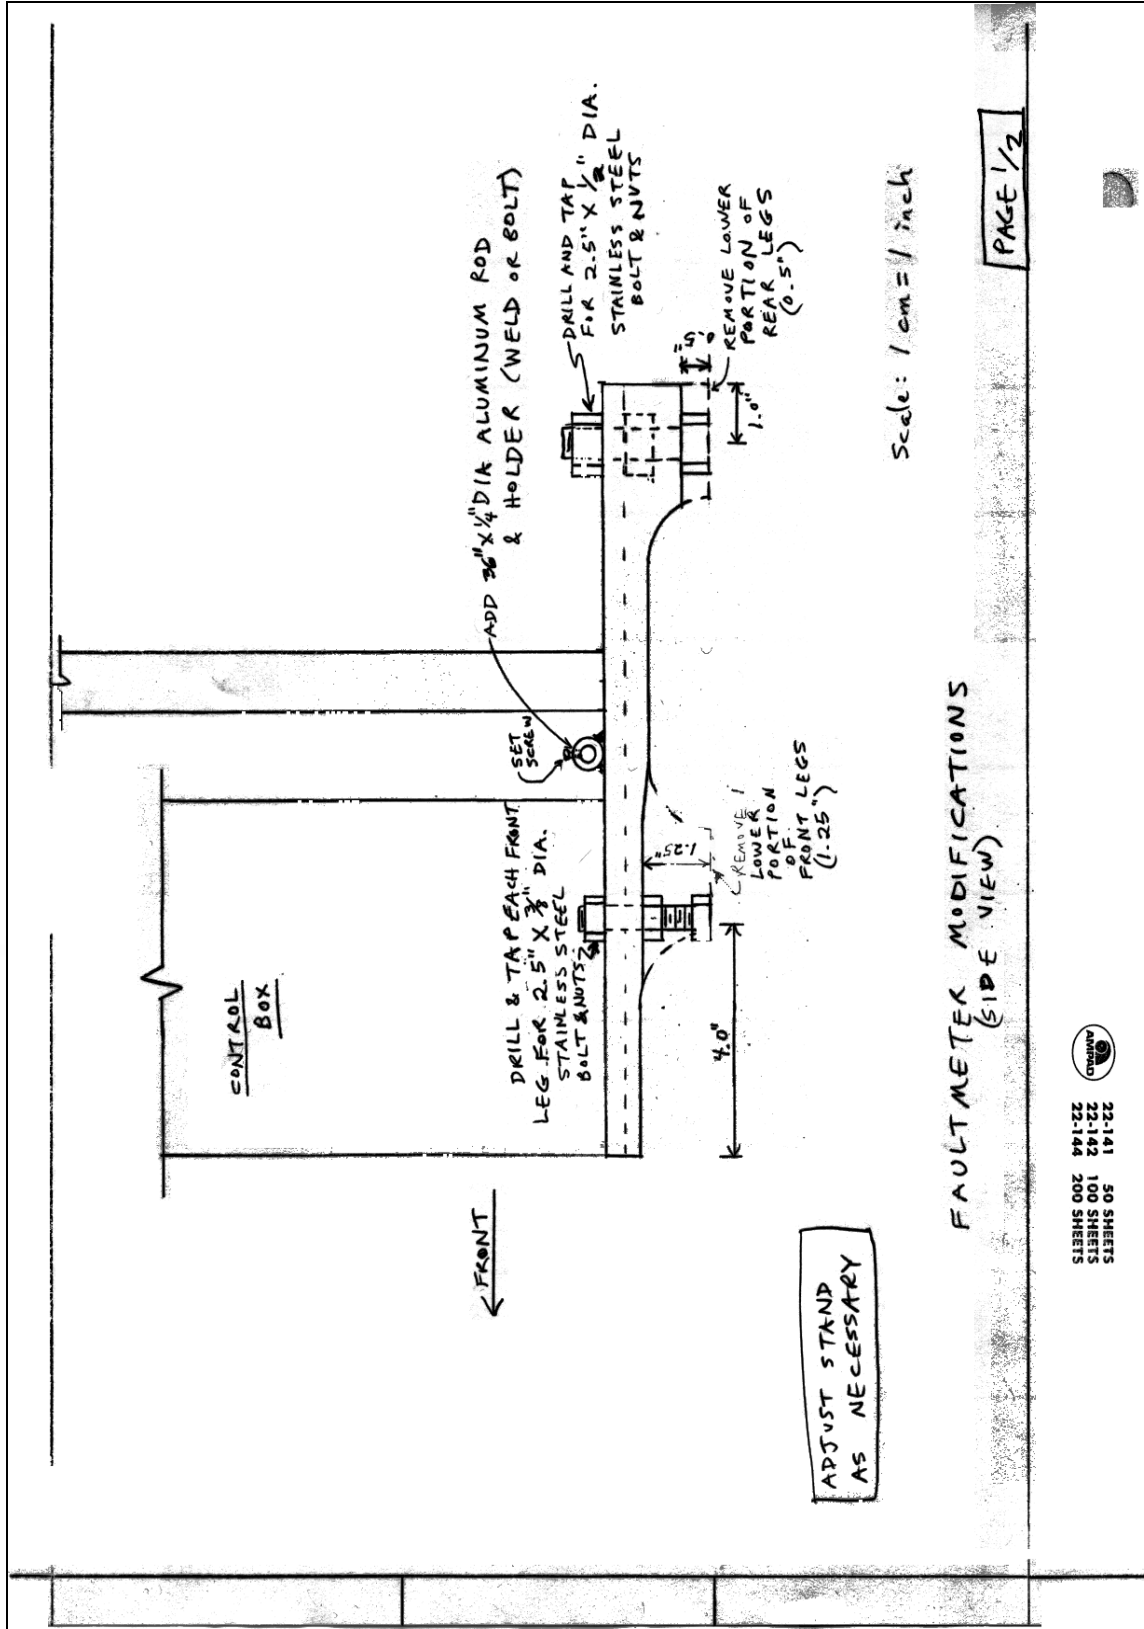 CONTROL
BOX
FRONT
DRILL & TAP EACH FRONT
LEG FOR 2.5" X 3/8" DIA.
STAINLESS STEEL
BOLT & NUTS
SET
SCREW
ADD 36" X 1/4" DIA ALUMINUM ROD
& HOLDER (WELD OR BOLT)
DRILL AND TAP
FOR 2.5" X 1/2" DIA.
STAINLESS STEEL
BOLT & NUTS
4.0"
1.25"
REMOVE
LOWER
PORTION
OF
FRONT LEGS
(1.25")
1.0"
0.5"
REMOVE LOWER
PORTION OF
REAR LEGS
(0.5")
ADJUST STAND
AS NECESSARY
Scale: 1 cm = 1 inch
FAULTMETER MODIFICATIONS
(SIDE VIEW)
PAGE 1/2
AMPAD
22-141 50 SHEETS
22-142 100 SHEETS
22-144 200 SHEETS